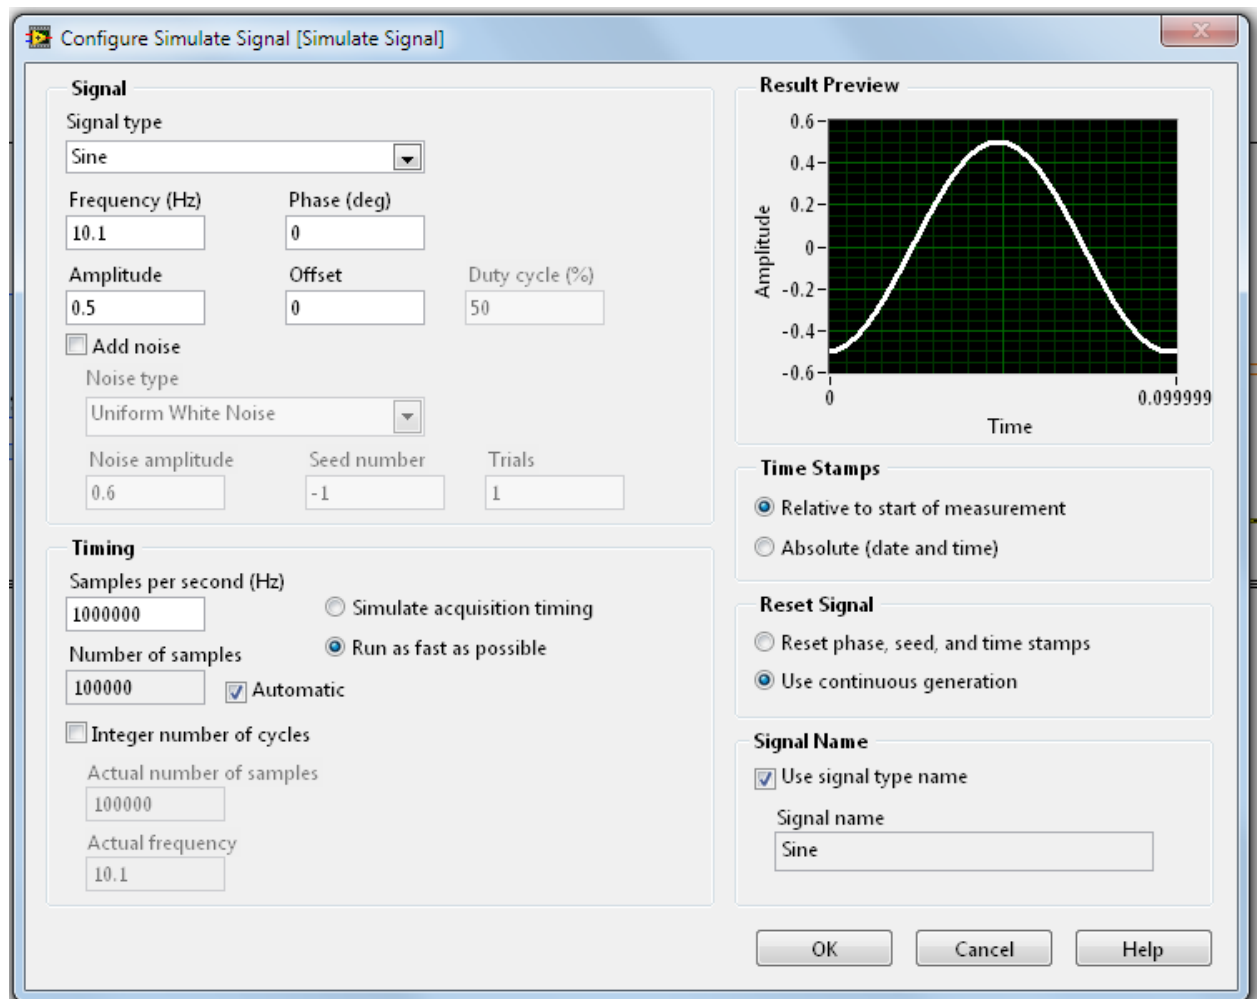 Configure Simulate Signal [Simulate Signal]
Signal
Signal type
Sine
Frequency (Hz) Phase (deg)
10.1 0
Amplitude Offset Duty cycle (%)
0.5 0 50
Add noise
Noise type
Uniform White Noise
Noise amplitude Seed number Trials
0.6 -1 1
Timing
Samples per second (Hz)
1000000
Simulate acquisition timing
Run as fast as possible
Number of samples
100000 Automatic
Integer number of cycles
Actual number of samples
100000
Actual frequency
10.1
Result Preview
0.6
0.4
0.2
0
-0.2
-0.4
-0.6
Amplitude
0 0.099999
Time
Time Stamps
Relative to start of measurement
Absolute (date and time)
Reset Signal
Reset phase, seed, and time stamps
Use continuous generation
Signal Name
Use signal type name
Signal name
Sine
OK Cancel Help